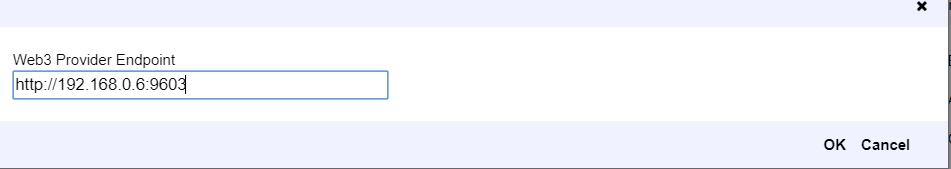 Web3 Provider Endpoint
http://192.168.0.6:9603
OK Cancel